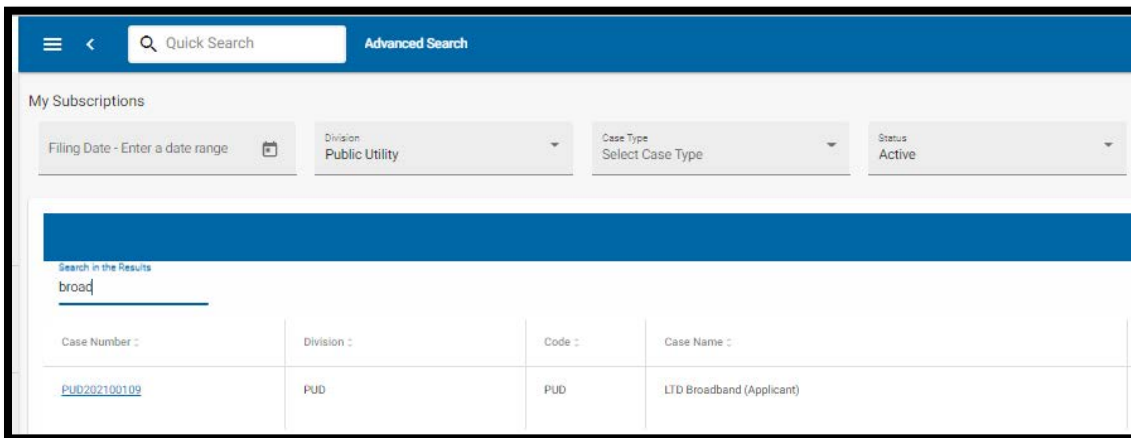 Quick Search Advanced Search
My Subscriptions
Filing Date - Enter a date range
Division
Public Utility
Case Type
Select Case Type
Status
Active
Search in the Results
broad
Case Number Division Code Case Name
PUD202100109 PUD PUD LTD Broadband (Applicant)